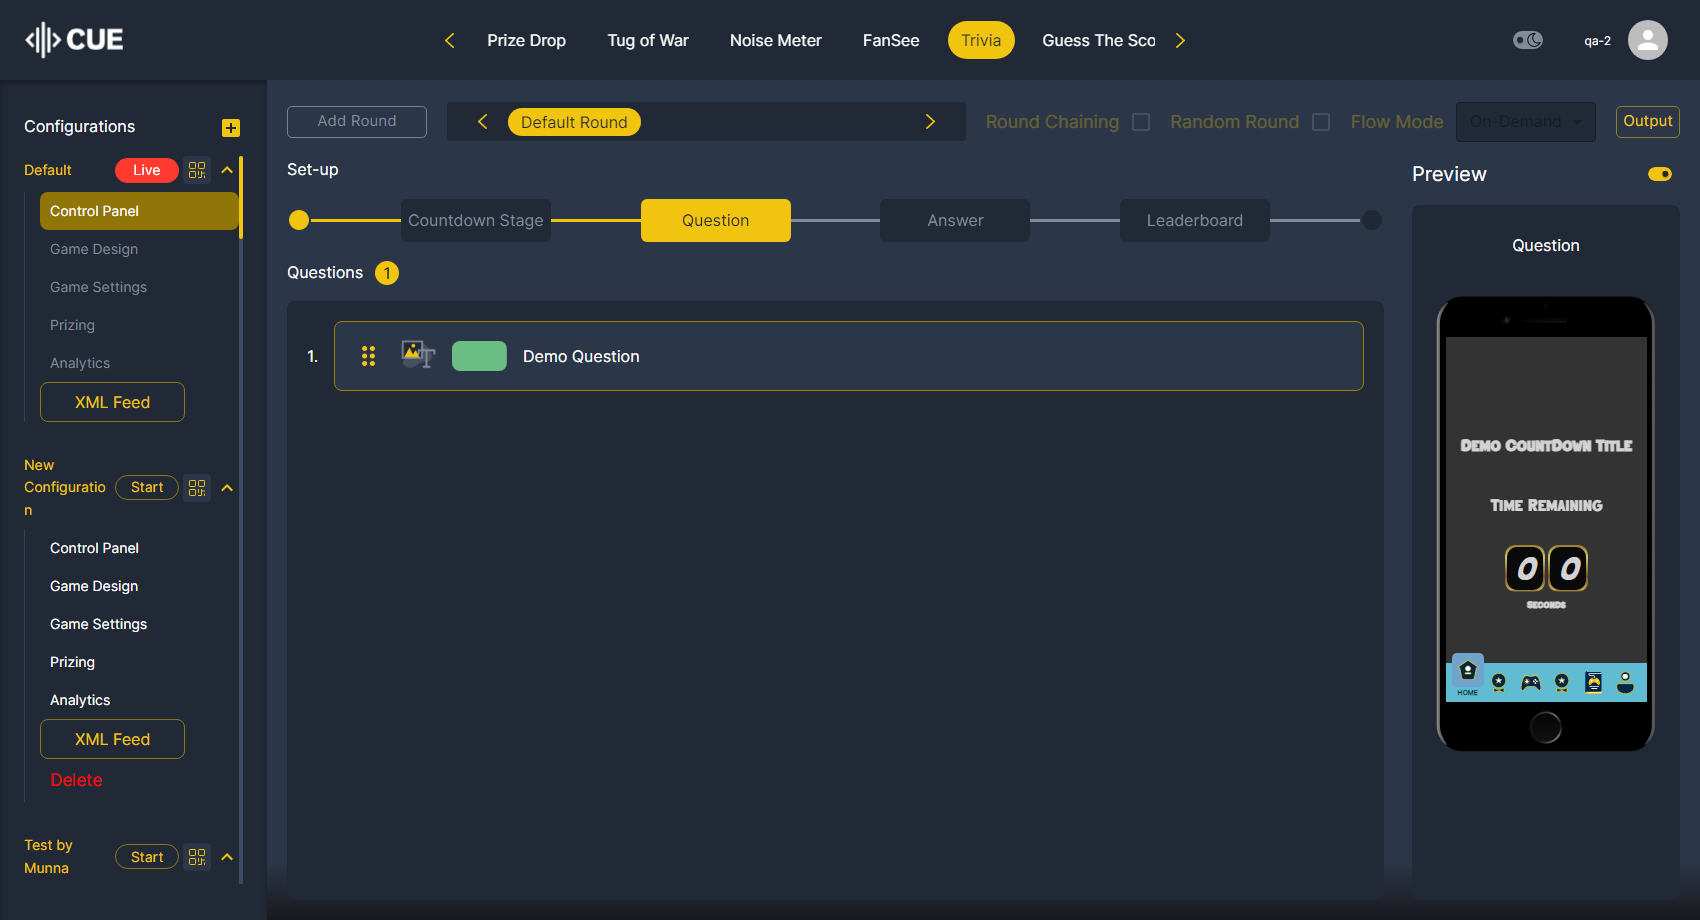 CUE
Prize Drop
Tug of War
Noise Meter
FanSee
Trivia
Guess The Sco
qa-2
Configurations
Default
Live
Control Panel
Game Design
Game Settings
Prizing
Analytics
XML Feed
New
Configuratio
n
Start
Control Panel
Game Design
Game Settings
Prizing
Analytics
XML Feed
Delete
Test by
Munna
Start
Add Round
Default Round
Round Chaining
Random Round
Flow Mode
On-Demand
Output
Set-up
Countdown Stage
Question
Answer
Leaderboard
Questions
1
1.
Demo Question
Preview
Question
Demo CountDown Title
Time Remaining
0 0
Seconds
HOME